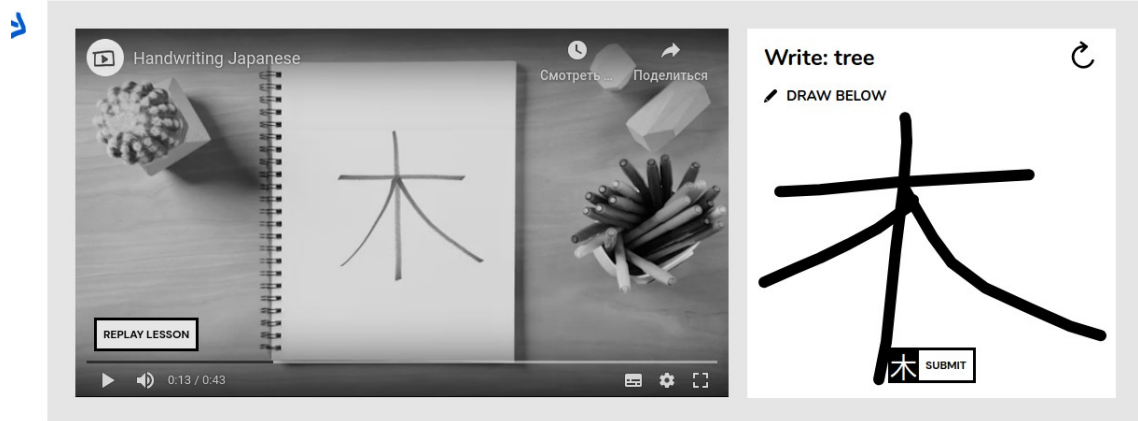 Handwriting Japanese
Смотреть ...
Поделиться
木
REPLAY LESSON
0:13 / 0:43
Write: tree
DRAW BELOW
木
木 SUBMIT